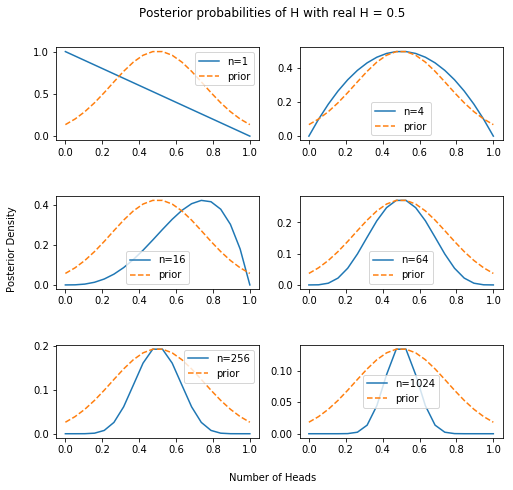 Posterior probabilities of H with real H = 0.5
1.0
0.5
0.0
n=1
prior
0.0 0.2 0.4 0.6 0.8 1.0
0.4
0.2
0.0
n=4
prior
0.0 0.2 0.4 0.6 0.8 1.0
Posterior Density
0.4
0.2
0.0
n=16
prior
0.0 0.2 0.4 0.6 0.8 1.0
0.2
0.1
0.0
n=64
prior
0.0 0.2 0.4 0.6 0.8 1.0
0.2
0.1
0.0
n=256
prior
0.0 0.2 0.4 0.6 0.8 1.0
0.10
0.05
0.00
n=1024
prior
0.0 0.2 0.4 0.6 0.8 1.0
Number of Heads